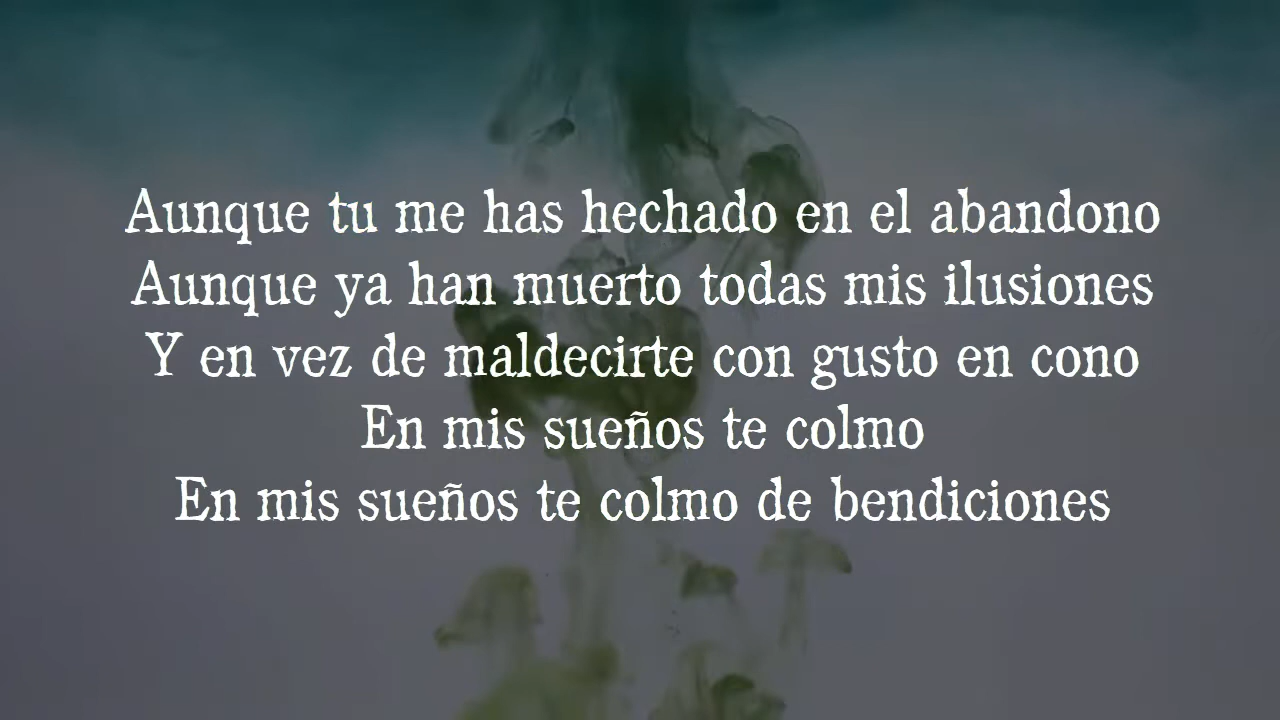 Aunque tu me has hechado en el abandono
Aunque ya han muerto todas mis ilusiones
Y en vez de maldecirte con gusto en cono
En mis sueños te colmo
En mis sueños te colmo de bendiciones